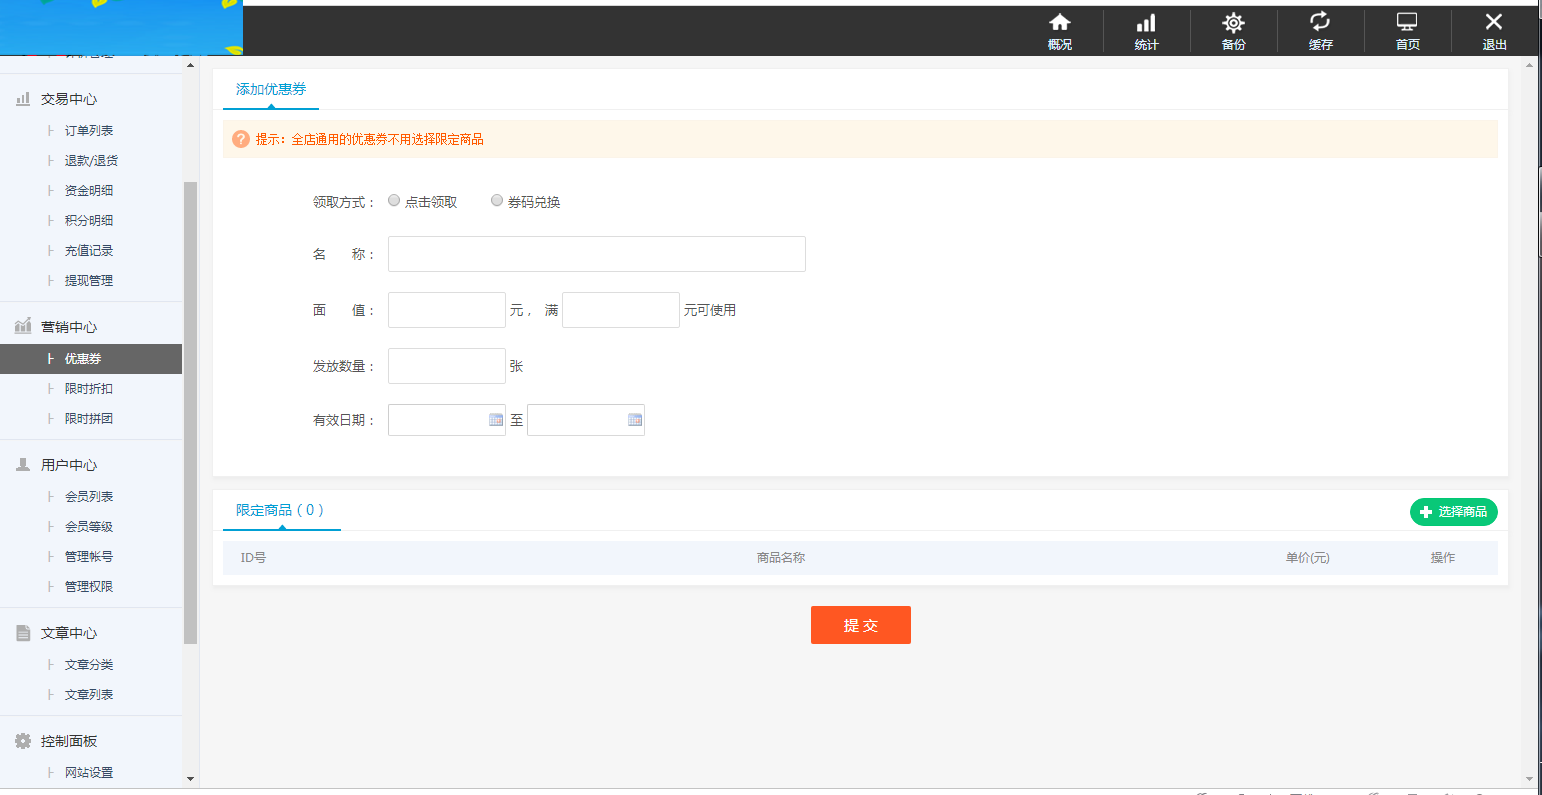 概况
统计
备份
缓存
首页
退出
交易中心
├ 订单列表
├ 退款/退货
├ 资金明细
├ 积分明细
├ 充值记录
├ 提现管理
营销中心
├ 优惠券
├ 限时折扣
├ 限时拼团
用户中心
├ 会员列表
├ 会员等级
├ 管理帐号
├ 管理权限
文章中心
├ 文章分类
├ 文章列表
控制面板
├ 网站设置
添加优惠券
? 提示：全店通用的优惠券不用选择限定商品
领取方式： 点击领取 券码兑换
名 称：
面 值： 元， 满 元可使用
发放数量： 张
有效日期： 至
限定商品（0）
选择商品
ID号 商品名称 单价(元) 操作
提 交